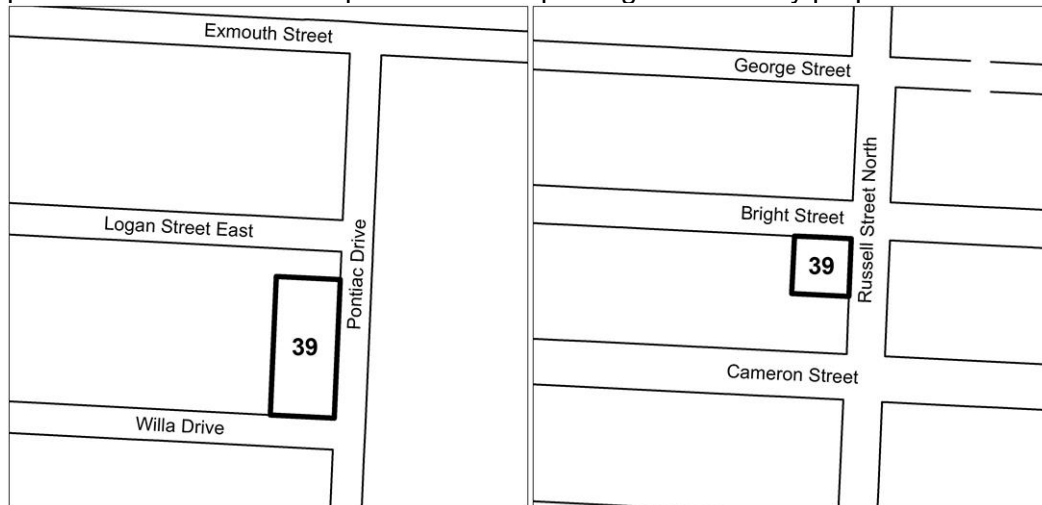 Exmouth Street
Logan Street East
Pontiac Drive
39
Willa Drive
George Street
Russell Street North
Bright Street
39
Cameron Street